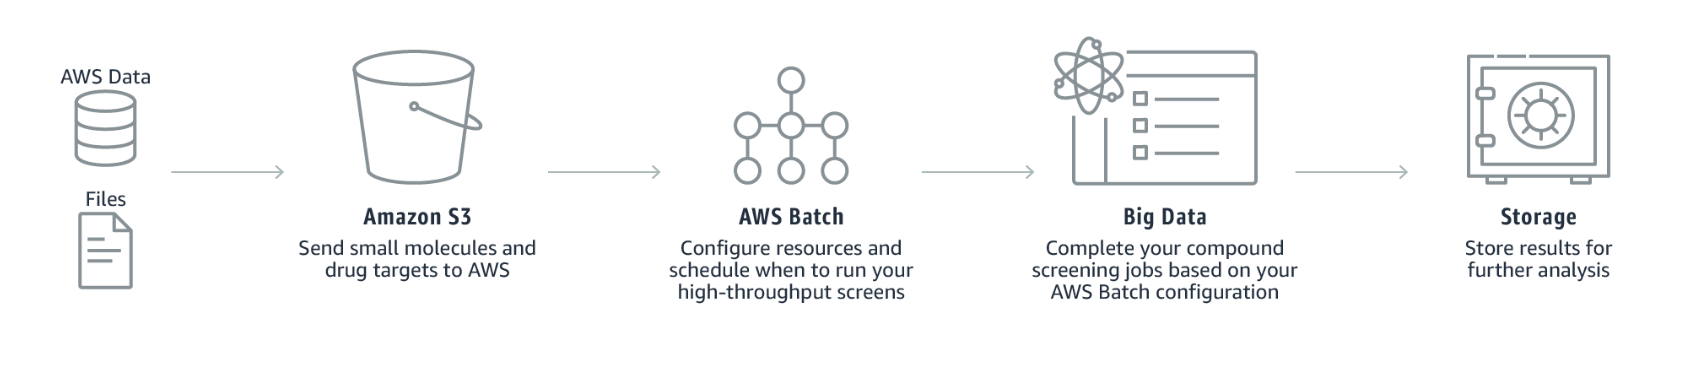 AWS Data
Files
Amazon S3
Send small molecules and
drug targets to AWS
AWS Batch
Configure resources and
schedule when to run your
high-throughput screens
Big Data
Complete your compound
screening jobs based on your
AWS Batch configuration
Storage
Store results for
further analysis